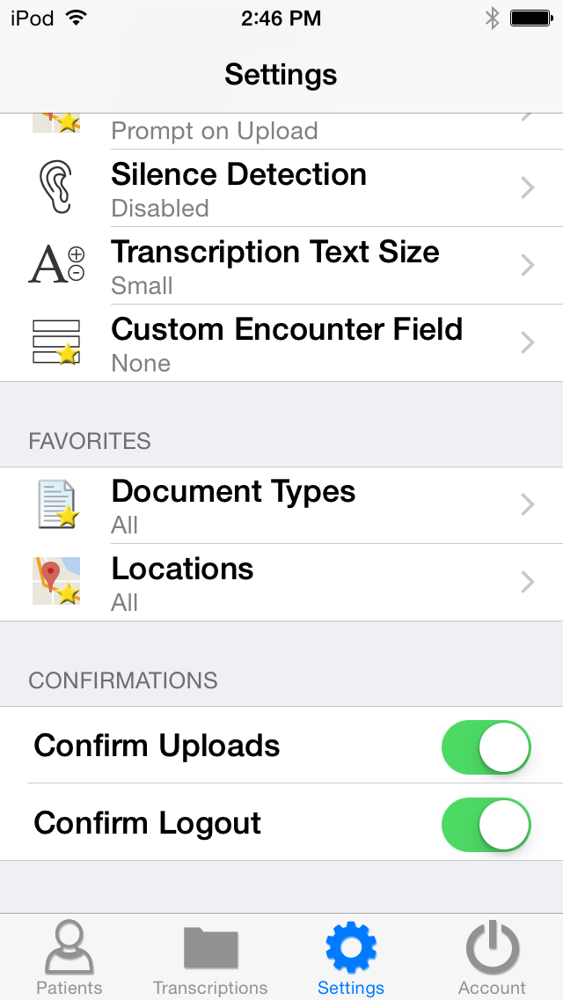 iPod 2:46 PM
Settings
Prompt on Upload
Silence Detection
Disabled
Transcription Text Size
Small
Custom Encounter Field
None
FAVORITES
Document Types
All
Locations
All
CONFIRMATIONS
Confirm Uploads
Confirm Logout
Patients Transcriptions Settings Account